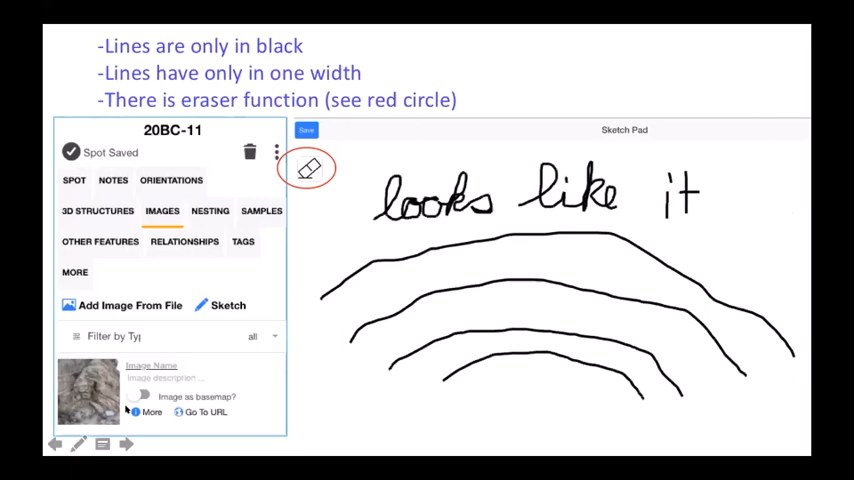 -Lines are only in black
-Lines have only in one width
-There is eraser function (see red circle)
20BC-11
Spot Saved
SPOT NOTES ORIENTATIONS
3D STRUCTURES IMAGES NESTING SAMPLES
OTHER FEATURES RELATIONSHIPS TAGS
MORE
Add Image From File Sketch
Filter by Typ all
Image Name
Image description ...
Image as basemap?
More Go To URL
Save
Sketch Pad
looks like it